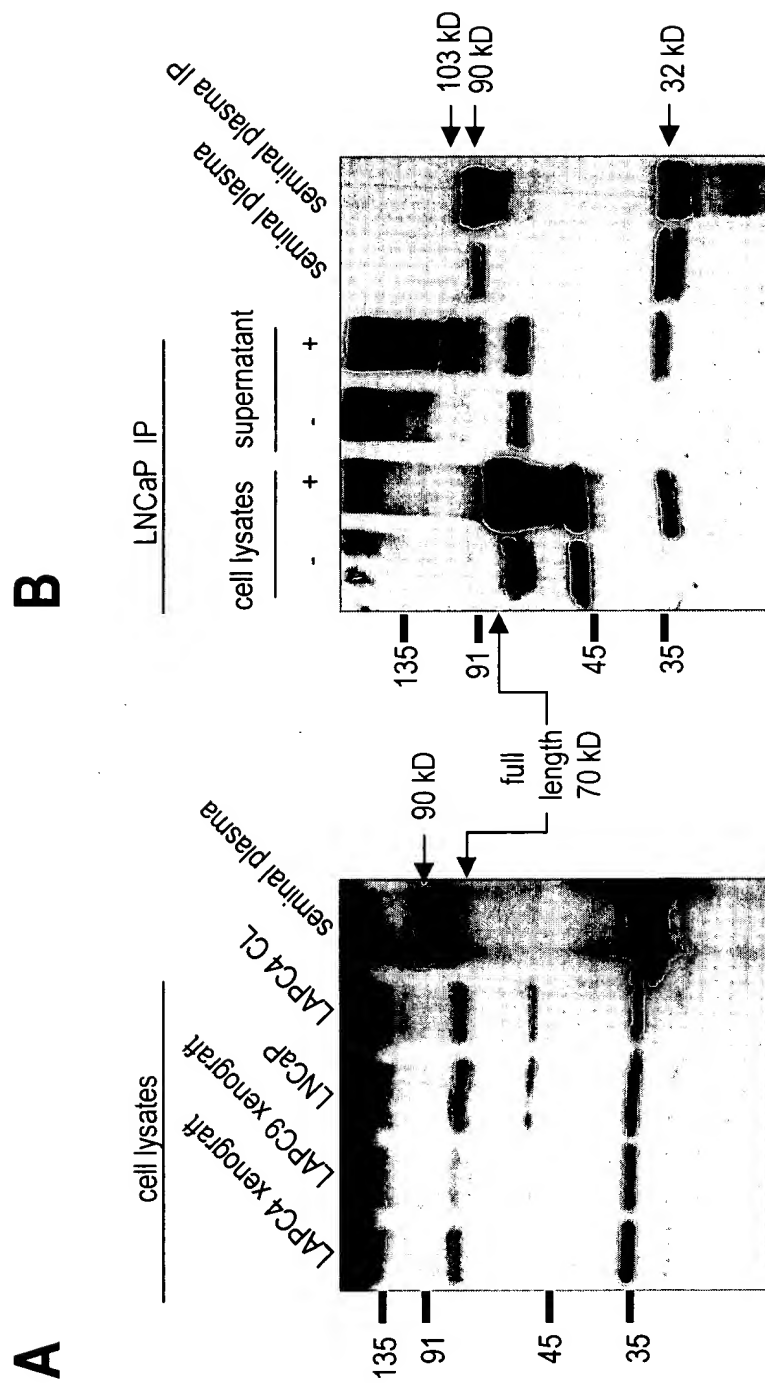 A
cell lysates
LAPC4 xenograft
LAPC9 xenograft
LNCaP
LAPC4 CL
seminal plasma
135
91
45
35
90 kD
full
length
70 kD
B
LNCaP IP
cell lysates
supernatant
-
+
-
+
seminal plasma
seminal plasma IP
135
91
45
35
103 kD
90 kD
32 kD